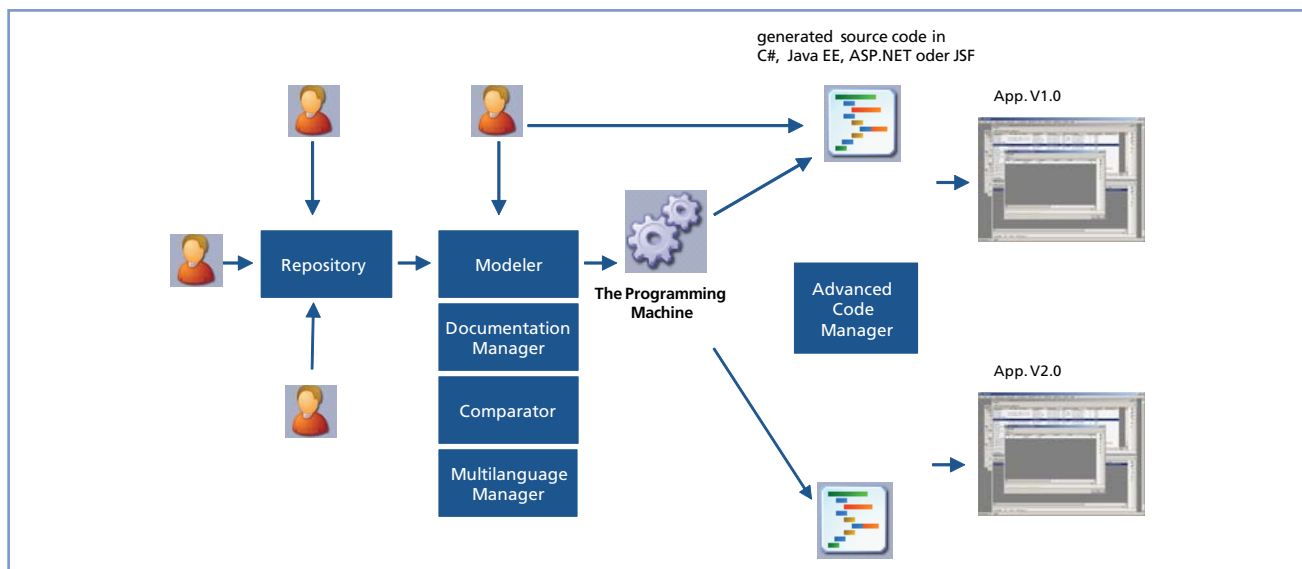 generated source code in
C#, Java EE, ASP.NET oder JSF
App. V1.0
Repository
Modeler
The Programming
Machine
Advanced
Code
Manager
Documentation
Manager
Comparator
Multilanguage
Manager
App. V2.0